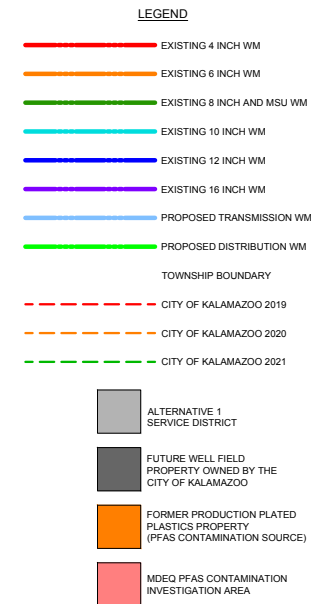 LEGEND
EXISTING 4 INCH WM
EXISTING 6 INCH WM
EXISTING 8 INCH AND MSU WM
EXISTING 10 INCH WM
EXISTING 12 INCH WM
EXISTING 16 INCH WM
PROPOSED TRANSMISSION WM
PROPOSED DISTRIBUTION WM
TOWNSHIP BOUNDARY
CITY OF KALAMAZOO 2019
CITY OF KALAMAZOO 2020
CITY OF KALAMAZOO 2021
ALTERNATIVE 1
SERVICE DISTRICT
FUTURE WELL FIELD
PROPERTY OWNED BY THE
CITY OF KALAMAZOO
FORMER PRODUCTION PLATED
PLASTICS PROPERTY
(PFAS CONTAMINATION SOURCE)
MDEQ PFAS CONTAMINATION
INVESTIGATION AREA